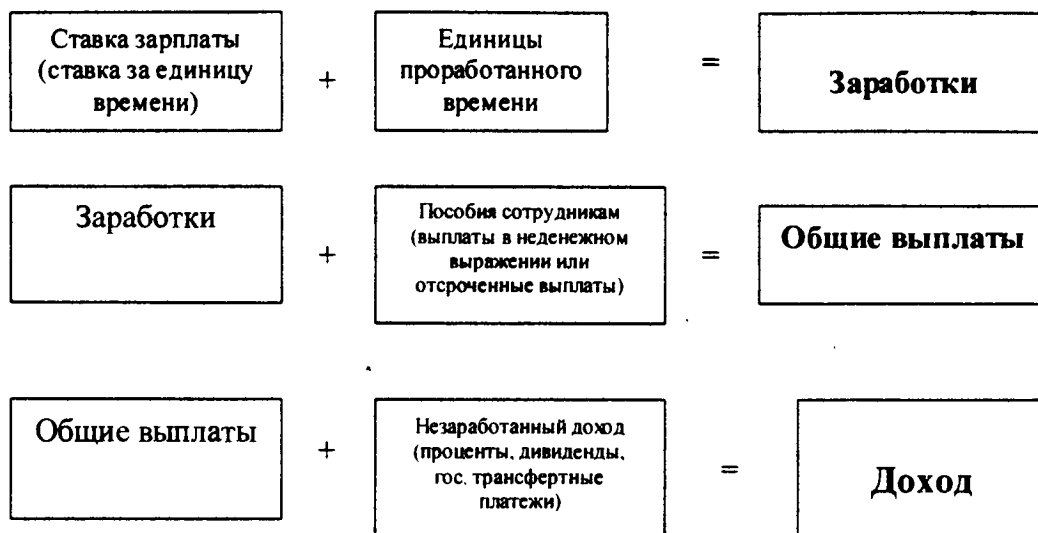 Ставка зарплаты
(ставка за единицу
времени)
+
Единицы
проработанного
времени
=
Заработки
Заработки
+
Пособия сотрудникам
(выплаты в неденежном
выражении или
отсроченные выплаты)
=
Общие выплаты
Общие выплаты
+
Незаработанный доход
(проценты, дивиденды,
гос. трансфертные
платежи)
=
Доход